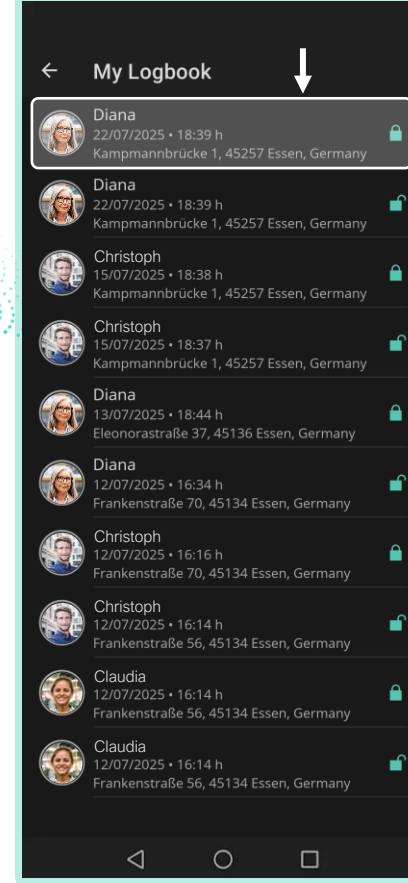 My Logbook
Diana
22/07/2025 • 18:39 h
Kampmannbrücke 1, 45257 Essen, Germany
Diana
22/07/2025 • 18:39 h
Kampmannbrücke 1, 45257 Essen, Germany
Christoph
15/07/2025 • 18:38 h
Kampmannbrücke 1, 45257 Essen, Germany
Christoph
15/07/2025 • 18:37 h
Kampmannbrücke 1, 45257 Essen, Germany
Diana
13/07/2025 • 18:44 h
Eleonorastraße 37, 45136 Essen, Germany
Diana
12/07/2025 • 16:34 h
Frankenstraße 70, 45134 Essen, Germany
Christoph
12/07/2025 • 16:16 h
Frankenstraße 70, 45134 Essen, Germany
Christoph
12/07/2025 • 16:14 h
Frankenstraße 56, 45134 Essen, Germany
Claudia
12/07/2025 • 16:14 h
Frankenstraße 56, 45134 Essen, Germany
Claudia
12/07/2025 • 16:14 h
Frankenstraße 56, 45134 Essen, Germany